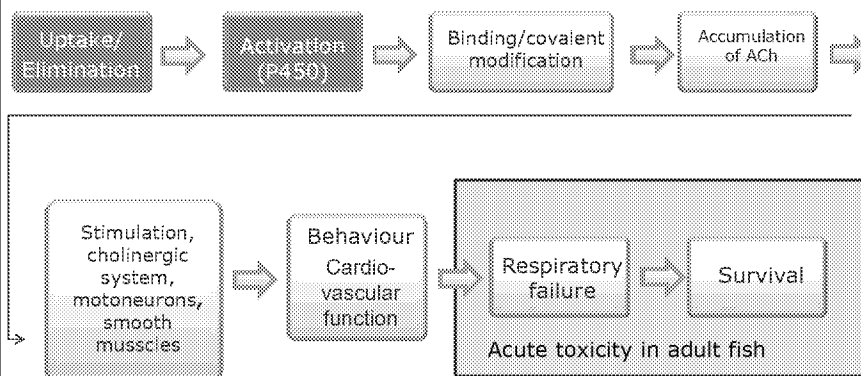 Uptake/
Elimination
Activation
(P450)
Binding/covalent
modification
Accumulation
of ACh
Stimulation,
cholinergic
system,
motoneurons,
smooth
musscles
Behaviour
Cardio-
vascular
function
Respiratory
failure
Survival
Acute toxicity in adult fish